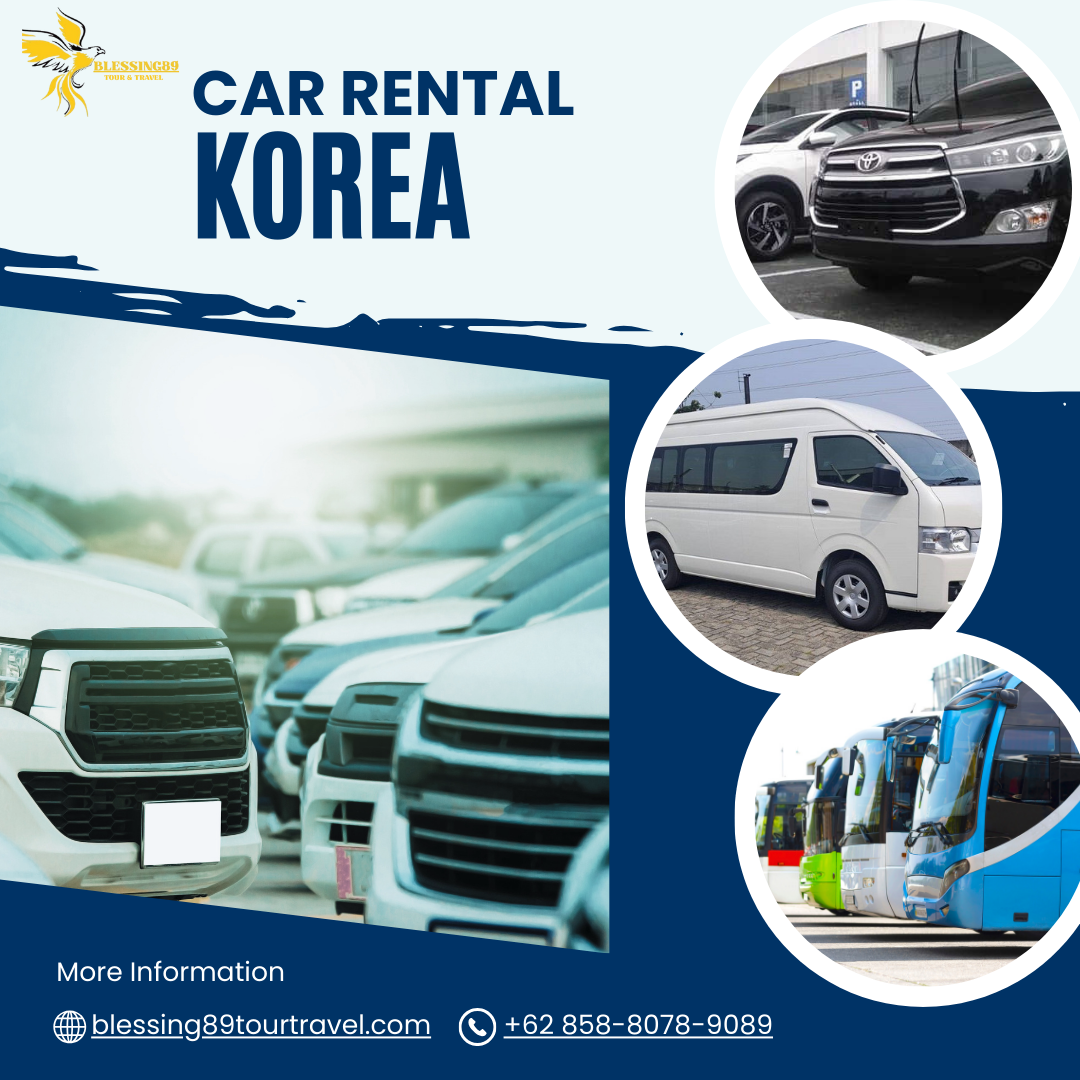 BLESSING89
TOUR & TRAVEL
CAR RENTAL
KOREA
P
More Information
blessing89tourtravel.com
+62 858-8078-9089